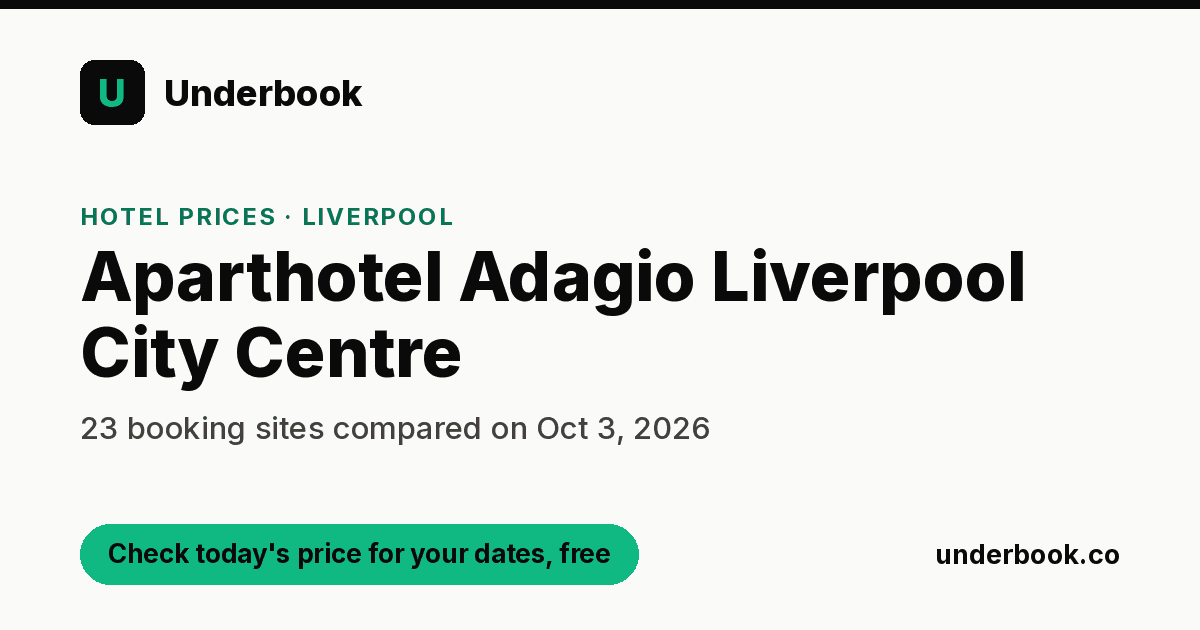 U Underbook
HOTEL PRICES · LIVERPOOL
Aparthotel Adagio Liverpool
City Centre
23 booking sites compared on Oct 3, 2026
Check today's price for your dates, free
underbook.co